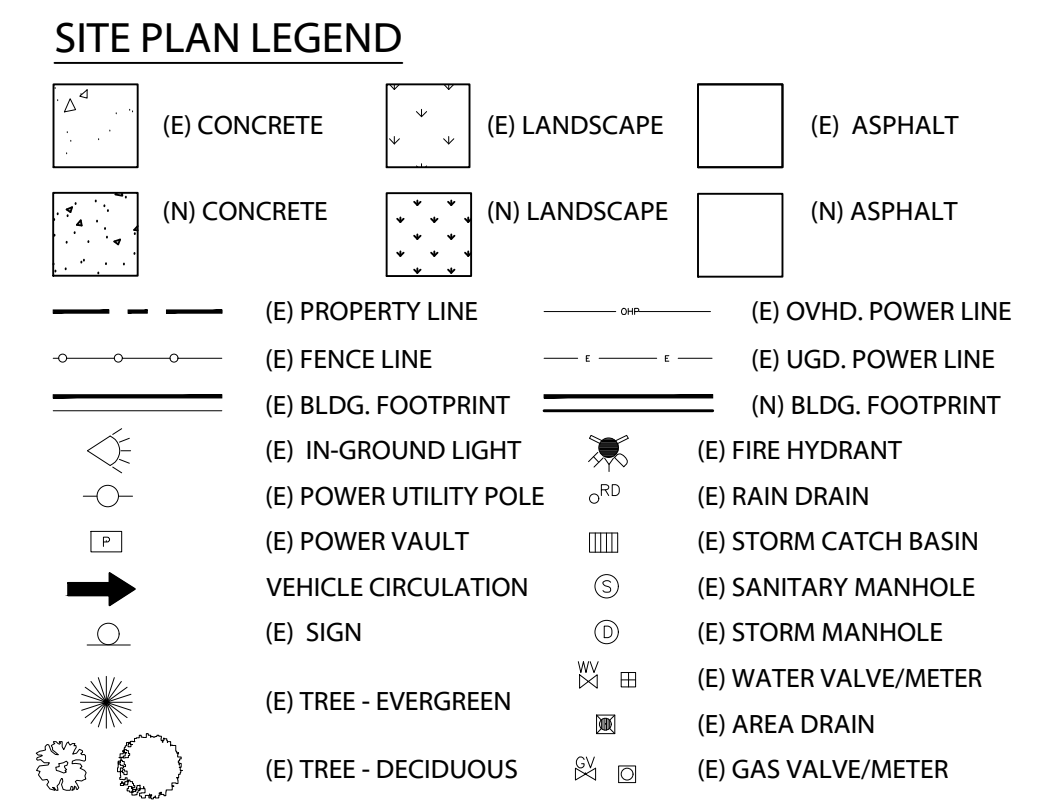 SITE PLAN LEGEND
(E) CONCRETE
(E) LANDSCAPE
(E) ASPHALT
(N) CONCRETE
(N) LANDSCAPE
(N) ASPHALT
(E) PROPERTY LINE
OHP
(E) OVHD. POWER LINE
(E) FENCE LINE
E E
(E) UGD. POWER LINE
(E) BLDG. FOOTPRINT
(N) BLDG. FOOTPRINT
(E) IN-GROUND LIGHT
(E) FIRE HYDRANT
(E) POWER UTILITY POLE
RD
(E) RAIN DRAIN
P
(E) POWER VAULT
(E) STORM CATCH BASIN
VEHICLE CIRCULATION
S
(E) SANITARY MANHOLE
(E) SIGN
D
(E) STORM MANHOLE
WV
(E) WATER VALVE/METER
(E) TREE - EVERGREEN
(E) AREA DRAIN
(E) TREE - DECIDUOUS
GV
(E) GAS VALVE/METER